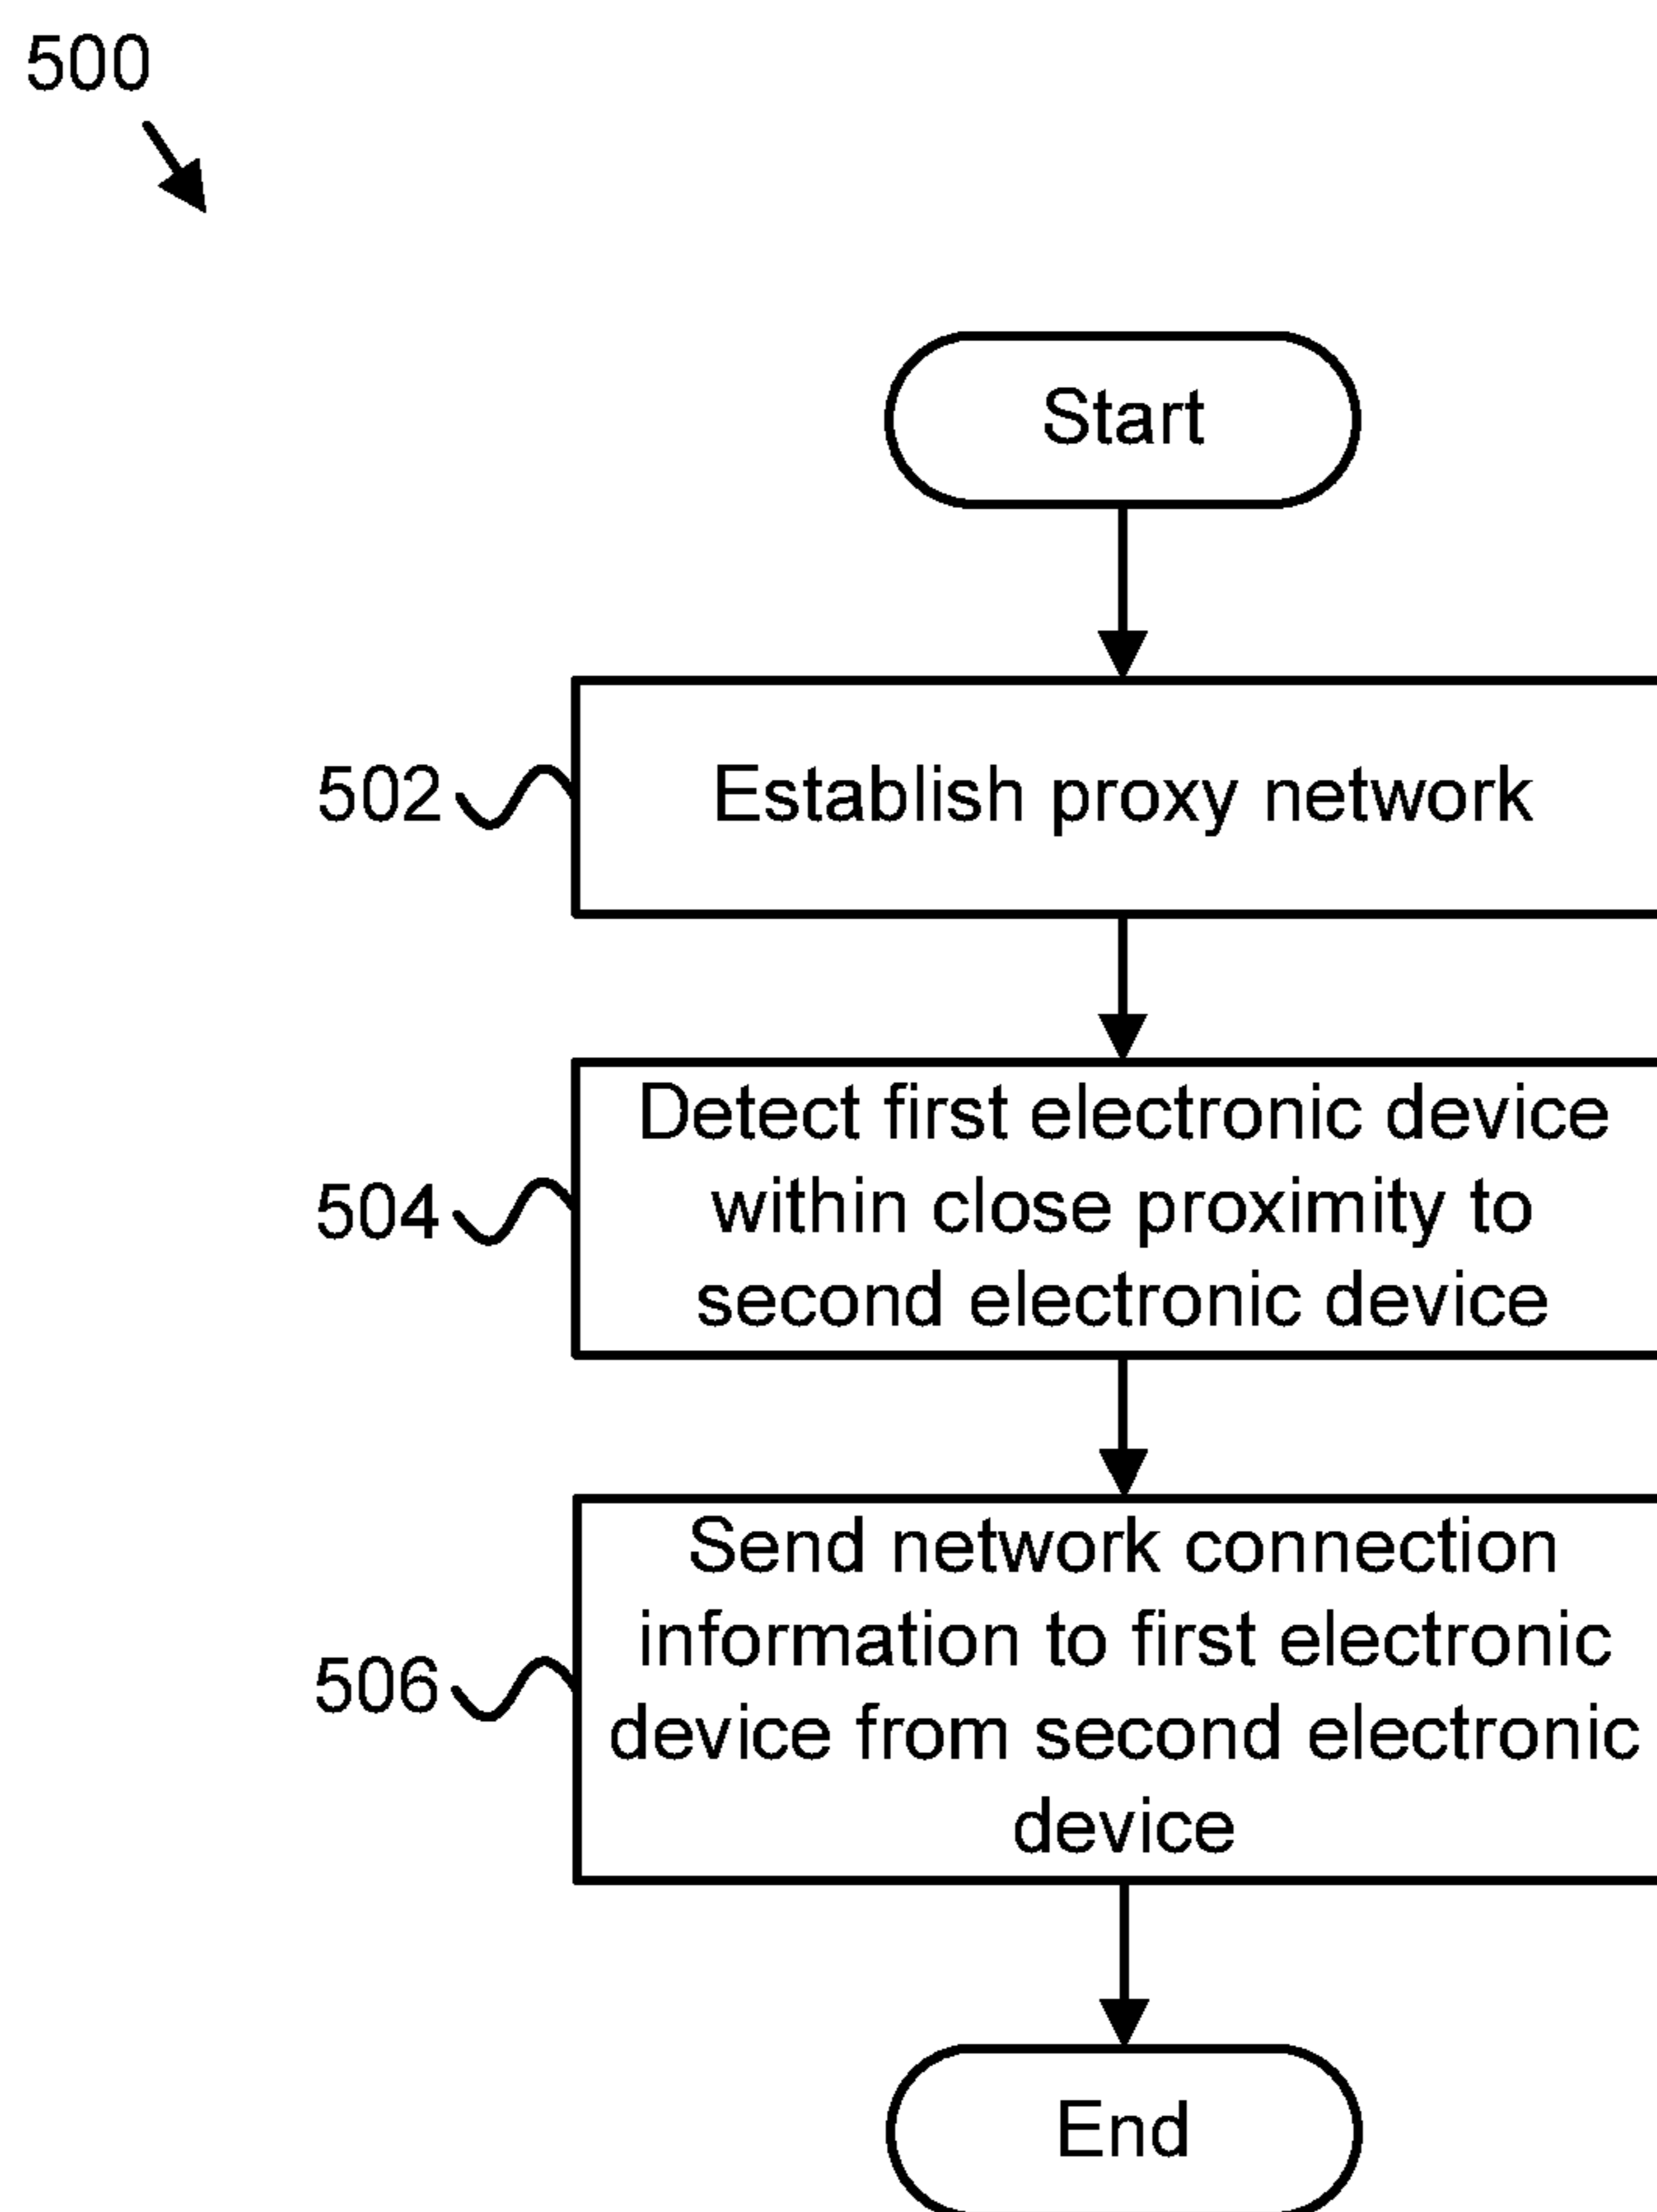 500
Start
502
Establish proxy network
504
Detect first electronic device
within close proximity to
second electronic device
506
Send network connection
information to first electronic
device from second electronic
device
End